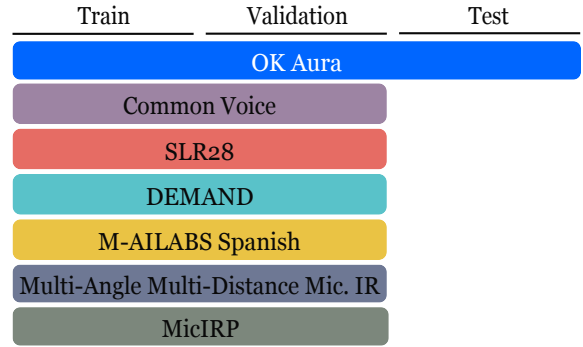 Train Validation Test
OK Aura
Common Voice
SLR28
DEMAND
M-AILABS Spanish
Multi-Angle Multi-Distance Mic. IR
MicIRP